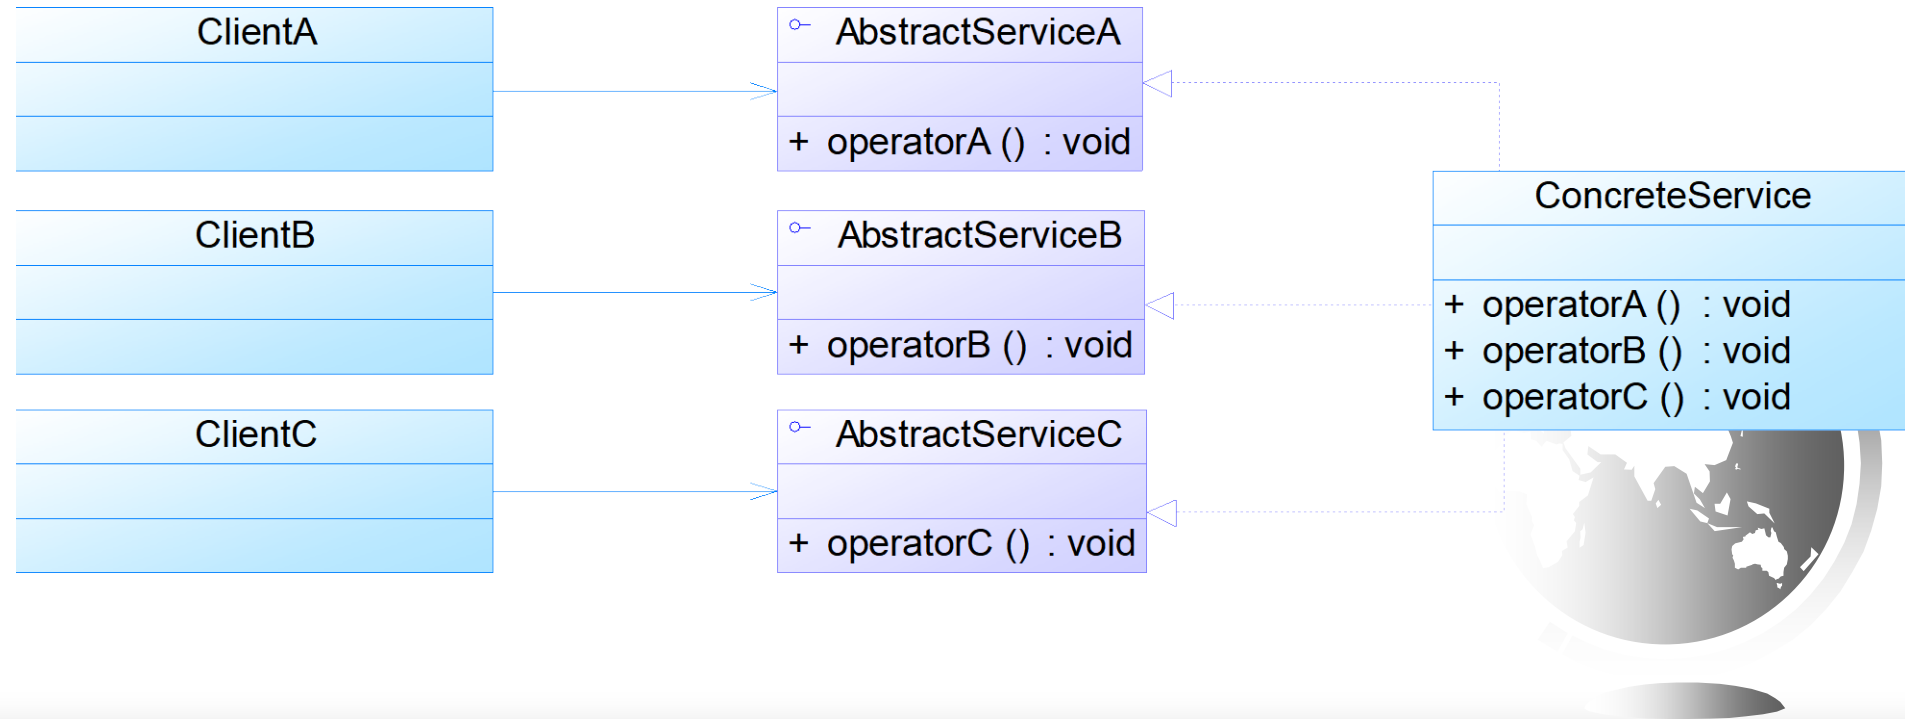 ClientA
AbstractServiceA
+ operatorA () : void
ClientB
AbstractServiceB
+ operatorB () : void
ClientC
AbstractServiceC
+ operatorC () : void
ConcreteService
+ operatorA () : void
+ operatorB () : void
+ operatorC () : void